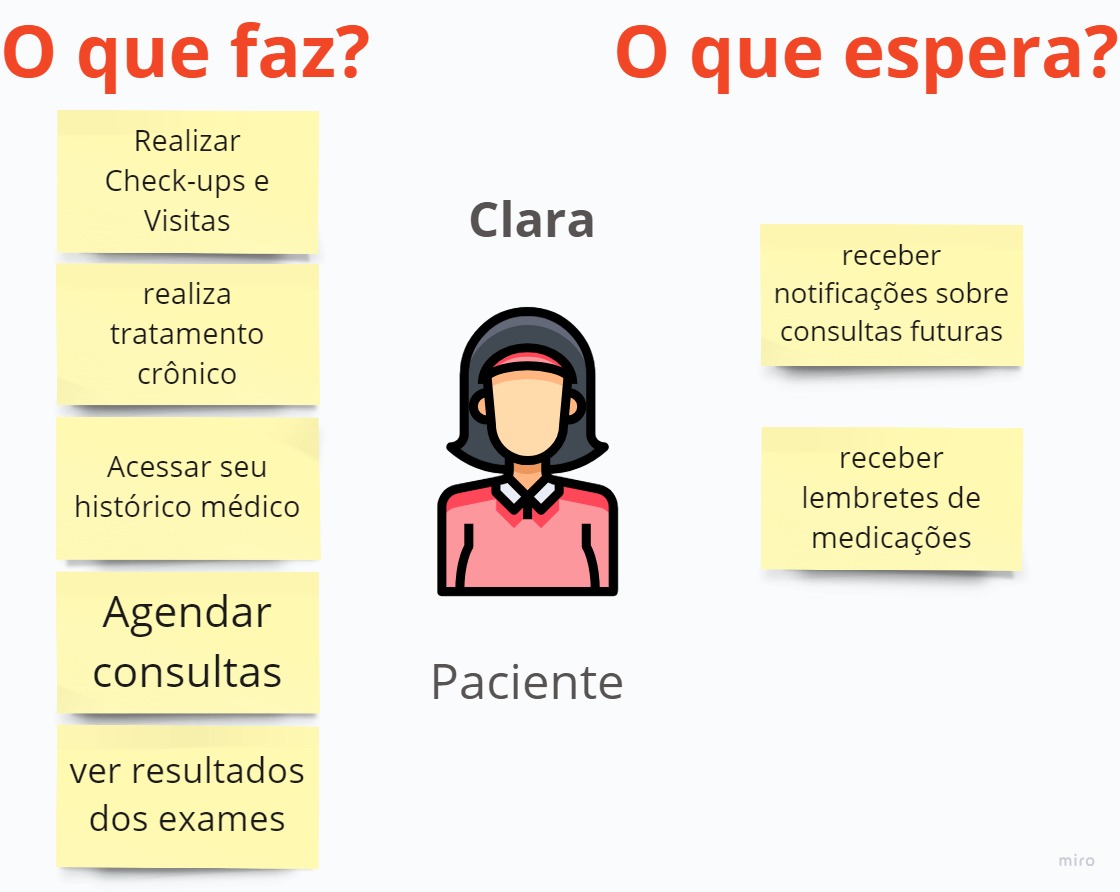 O que faz?
O que espera?
Realizar
Check-ups e
Visitas
realiza
tratamento
crônico
Acessar seu
histórico médico
Agendar
consultas
ver resultados
dos exames
Clara
Paciente
receber
notificações sobre
consultas futuras
receber
lembretes de
medicações
miro